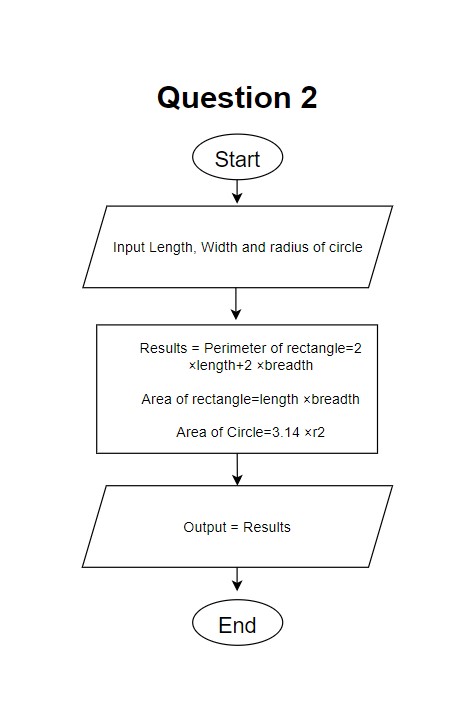 Question 2
Start
Input Length, Width and radius of circle
Results = Perimeter of rectangle=2
×length+2 ×breadth
Area of rectangle=length ×breadth
Area of Circle=3.14 ×r2
Output = Results
End